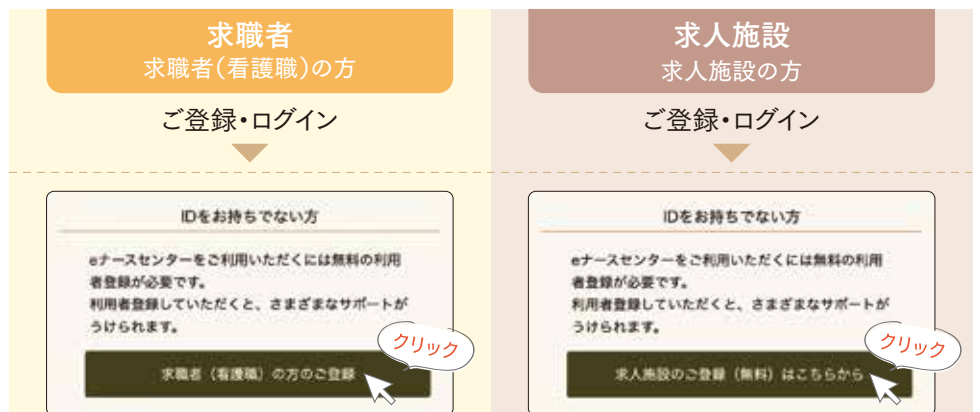 求職者
求職者(看護職)の方
ご登録・ログイン
IDをお持ちでない方
eナースセンターをご利用いただくには無料の利用
者登録が必要です。
利用者登録していただくと、さまざまなサポートが
うけられます。
クリック
求職者(看護職)の方のご登録
求人施設
求人施設の方
ご登録・ログイン
IDをお持ちでない方
eナースセンターをご利用いただくには無料の利用
者登録が必要です。
利用者登録していただくと、さまざまなサポートが
うけられます。
クリック
求人施設のご登録(無料)はこちらから